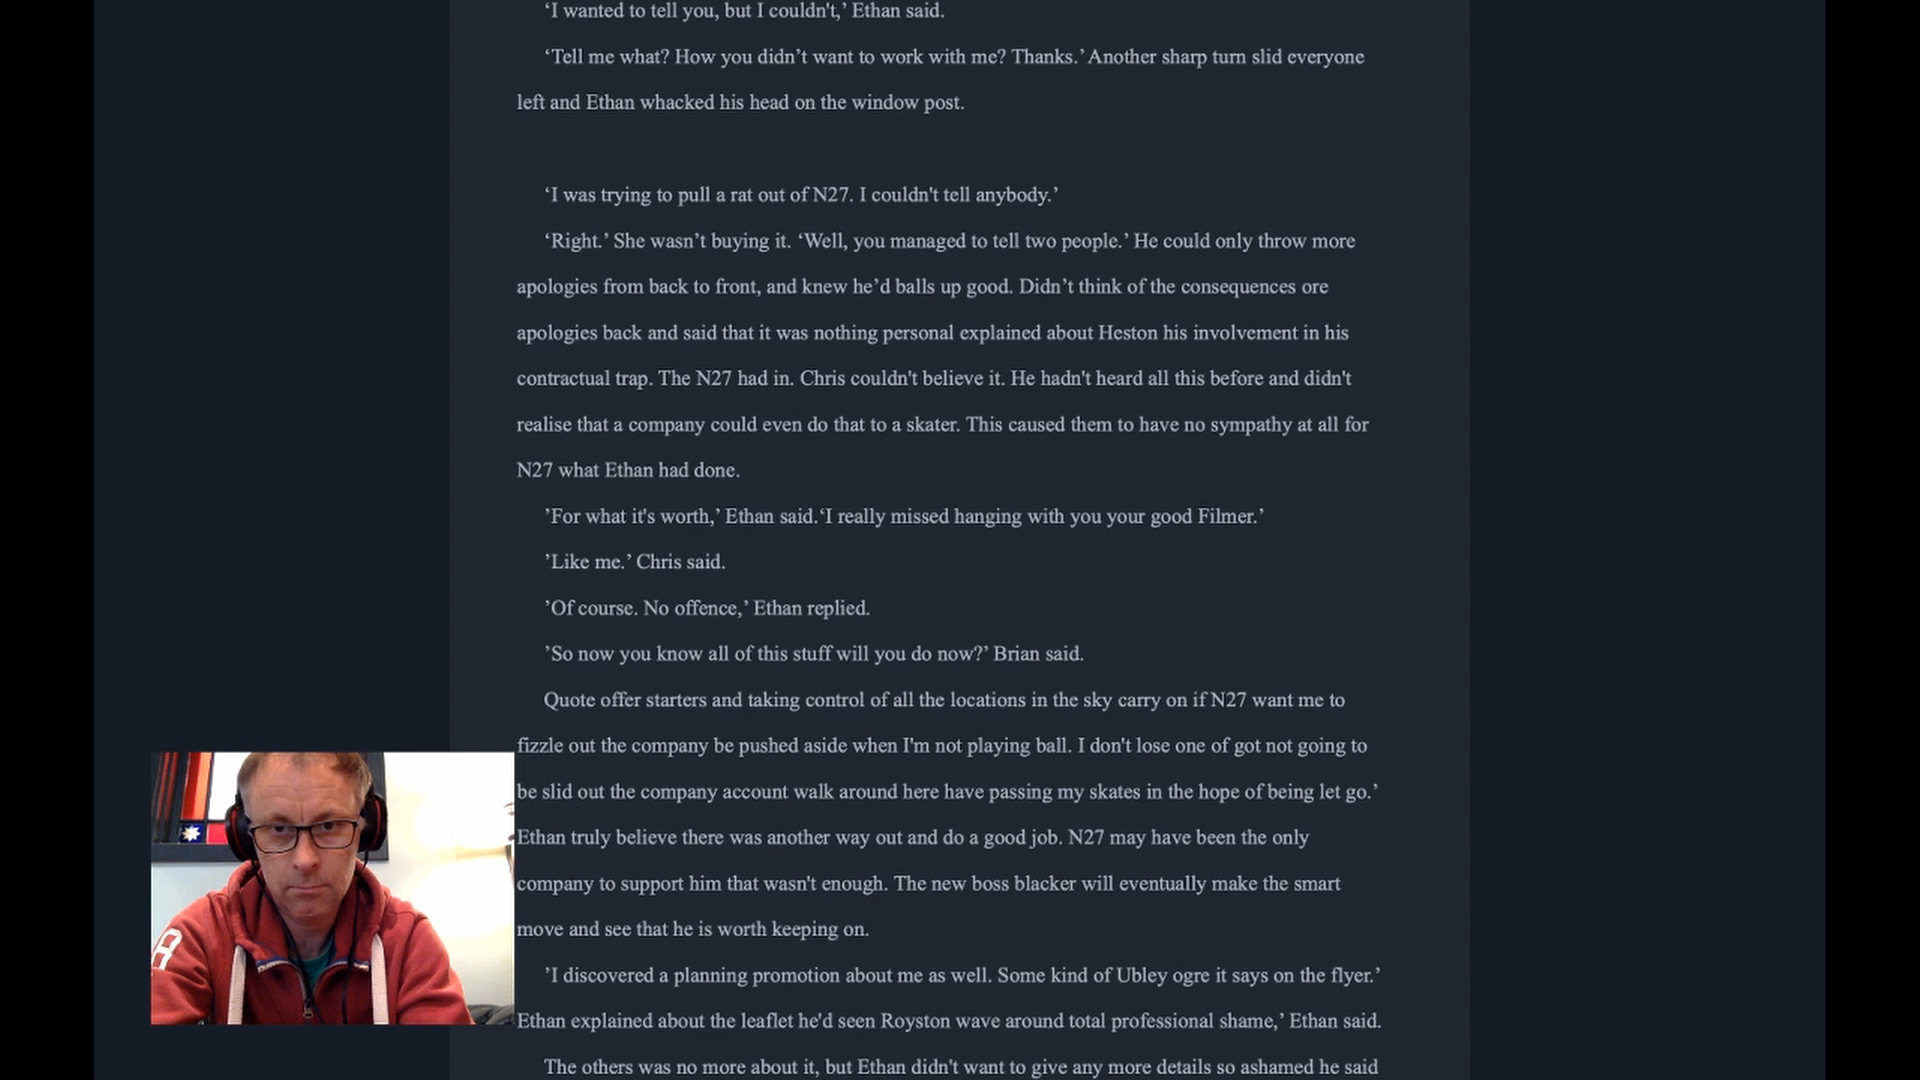 ‘I wanted to tell you, but I couldn't,’ Ethan said.
‘Tell me what? How you didn’t want to work with me? Thanks.’ Another sharp turn slid everyone
left and Ethan whacked his head on the window post.
‘I was trying to pull a rat out of N27. I couldn't tell anybody.’
‘Right.’ She wasn’t buying it. ‘Well, you managed to tell two people.’ He could only throw more
apologies from back to front, and knew he’d balls up good. Didn’t think of the consequences ore
apologies back and said that it was nothing personal explained about Heston his involvement in his
contractual trap. The N27 had in. Chris couldn't believe it. He hadn't heard all this before and didn't
realise that a company could even do that to a skater. This caused them to have no sympathy at all for
N27 what Ethan had done.
’For what it's worth,’ Ethan said.‘I really missed hanging with you your good Filmer.’
’Like me.’ Chris said.
’Of course. No offence,’ Ethan replied.
’So now you know all of this stuff will you do now?’ Brian said.
Quote offer starters and taking control of all the locations in the sky carry on if N27 want me to
fizzle out the company be pushed aside when I'm not playing ball. I don't lose one of got not going to
be slid out the company account walk around here have passing my skates in the hope of being let go.’
Ethan truly believe there was another way out and do a good job. N27 may have been the only
company to support him that wasn't enough. The new boss blacker will eventually make the smart
move and see that he is worth keeping on.
’I discovered a planning promotion about me as well. Some kind of Ubley ogre it says on the flyer.’
Ethan explained about the leaflet he'd seen Royston wave around total professional shame,’ Ethan said.
The others was no more about it, but Ethan didn't want to give any more details so ashamed he said
8